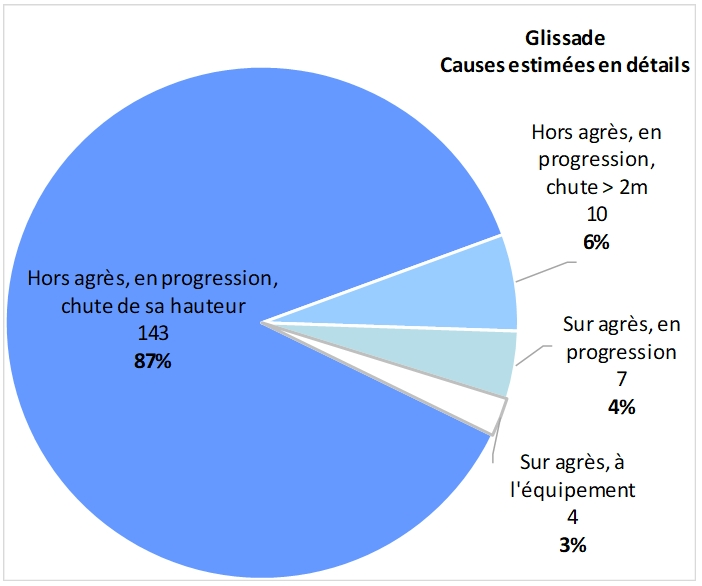 Glissade
Causes estimées en détails
Hors agrès, en
progression,
chute > 2m
10
6%
Hors agrès, en progression,
chute de sa hauteur
143
87%
Sur agrès, en
progression
7
4%
Sur agrès, à
l'équipement
4
3%